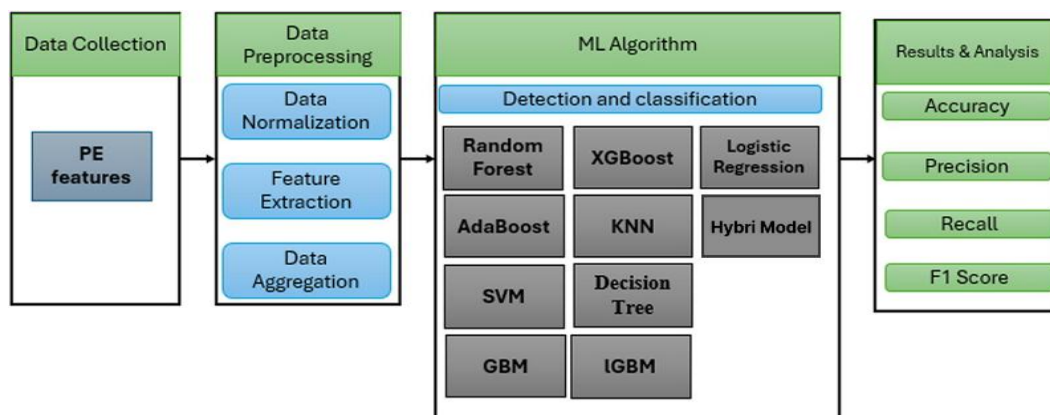 Data Collection
PE
features
Data
Preprocessing
Data
Normalization
Feature
Extraction
Data
Aggregation
ML Algorithm
Detection and classification
Random
Forest
XGBoost
Logistic
Regression
AdaBoost
KNN
Hybri Model
SVM
Decision
Tree
GBM
lGBM
Results & Analysis
Accuracy
Precision
Recall
F1 Score